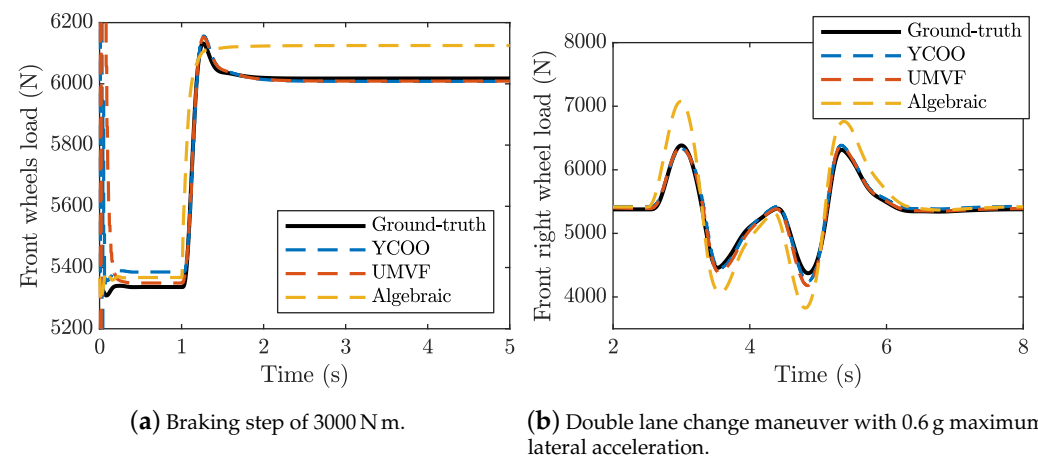 Front wheels load (N)
6200
6000
5800
5600
5400
5200
0
1
2
3
4
5
Time (s)
Ground-truth
YCOO
UMVF
Algebraic
(a) Braking step of 3000 N m.
Front right wheel load (N)
8000
7000
6000
5000
4000
2
4
6
8
Time (s)
Ground-truth
YCOO
UMVF
Algebraic
(b) Double lane change maneuver with 0.6 g maximum
lateral acceleration.